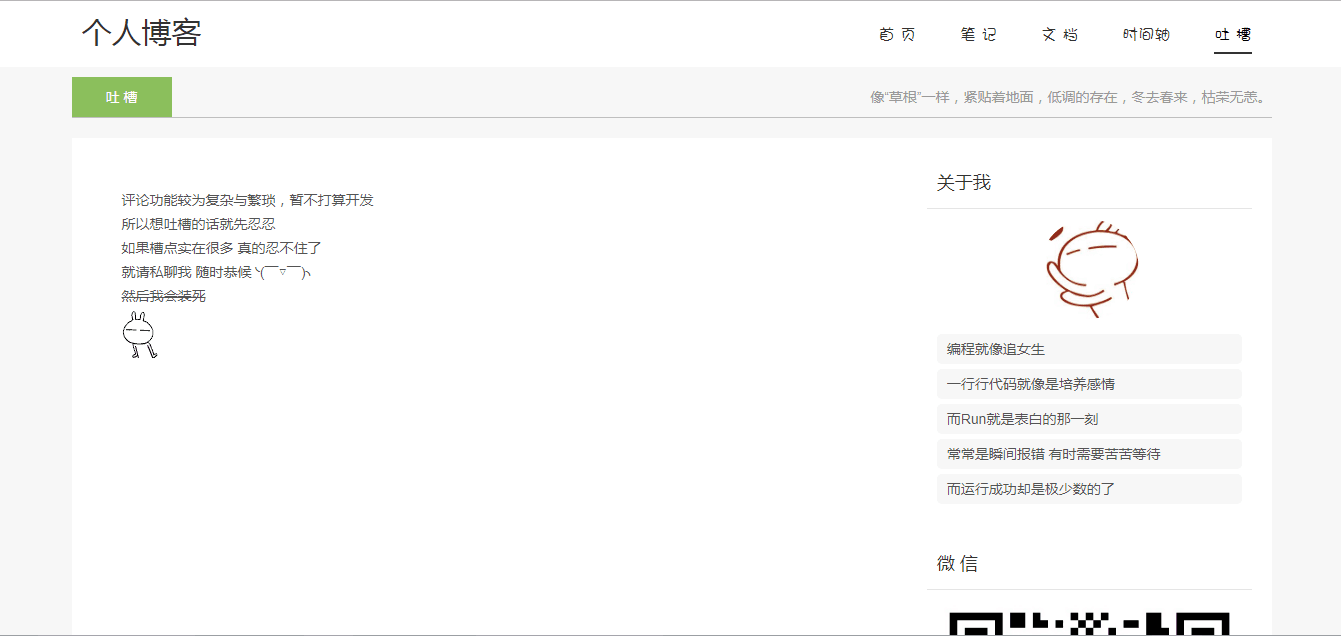 个人博客
首 页 笔 记 文 档 时间轴 吐 槽
吐 槽
像“草根”一样，紧贴着地面，低调的存在，冬去春来，枯荣无恙。
评论功能较为复杂与繁琐，暂不打算开发
所以想吐槽的话就先忍忍
如果槽点实在很多 真的忍不住了
就请私聊我 随时恭候ヽ(￣▽￣)ﾉ
然后我会装死
关于我
编程就像追女生
一行行代码就像是培养感情
而Run就是表白的那一刻
常常是瞬间报错 有时需要苦苦等待
而运行成功却是极少数的了
微 信